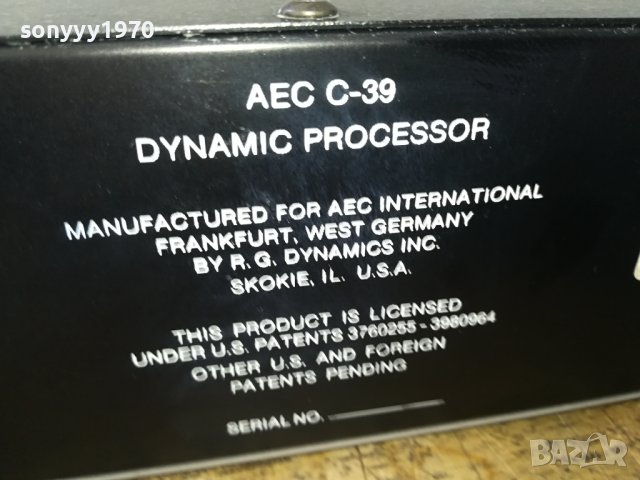 sonyyy1970
AEC C-39
DYNAMIC PROCESSOR
MANUFACTURED FOR AEC INTERNATIONAL
FRANKFURT, WEST GERMANY
BY R.G. DYNAMICS INC.
SKOKIE, IL. U.S.A.
THIS PRODUCT IS LICENSED
UNDER U.S. PATENTS 3760255 - 3980964
OTHER U.S. AND FOREIGN
PATENTS PENDING
SERIAL NO.
BAZAR